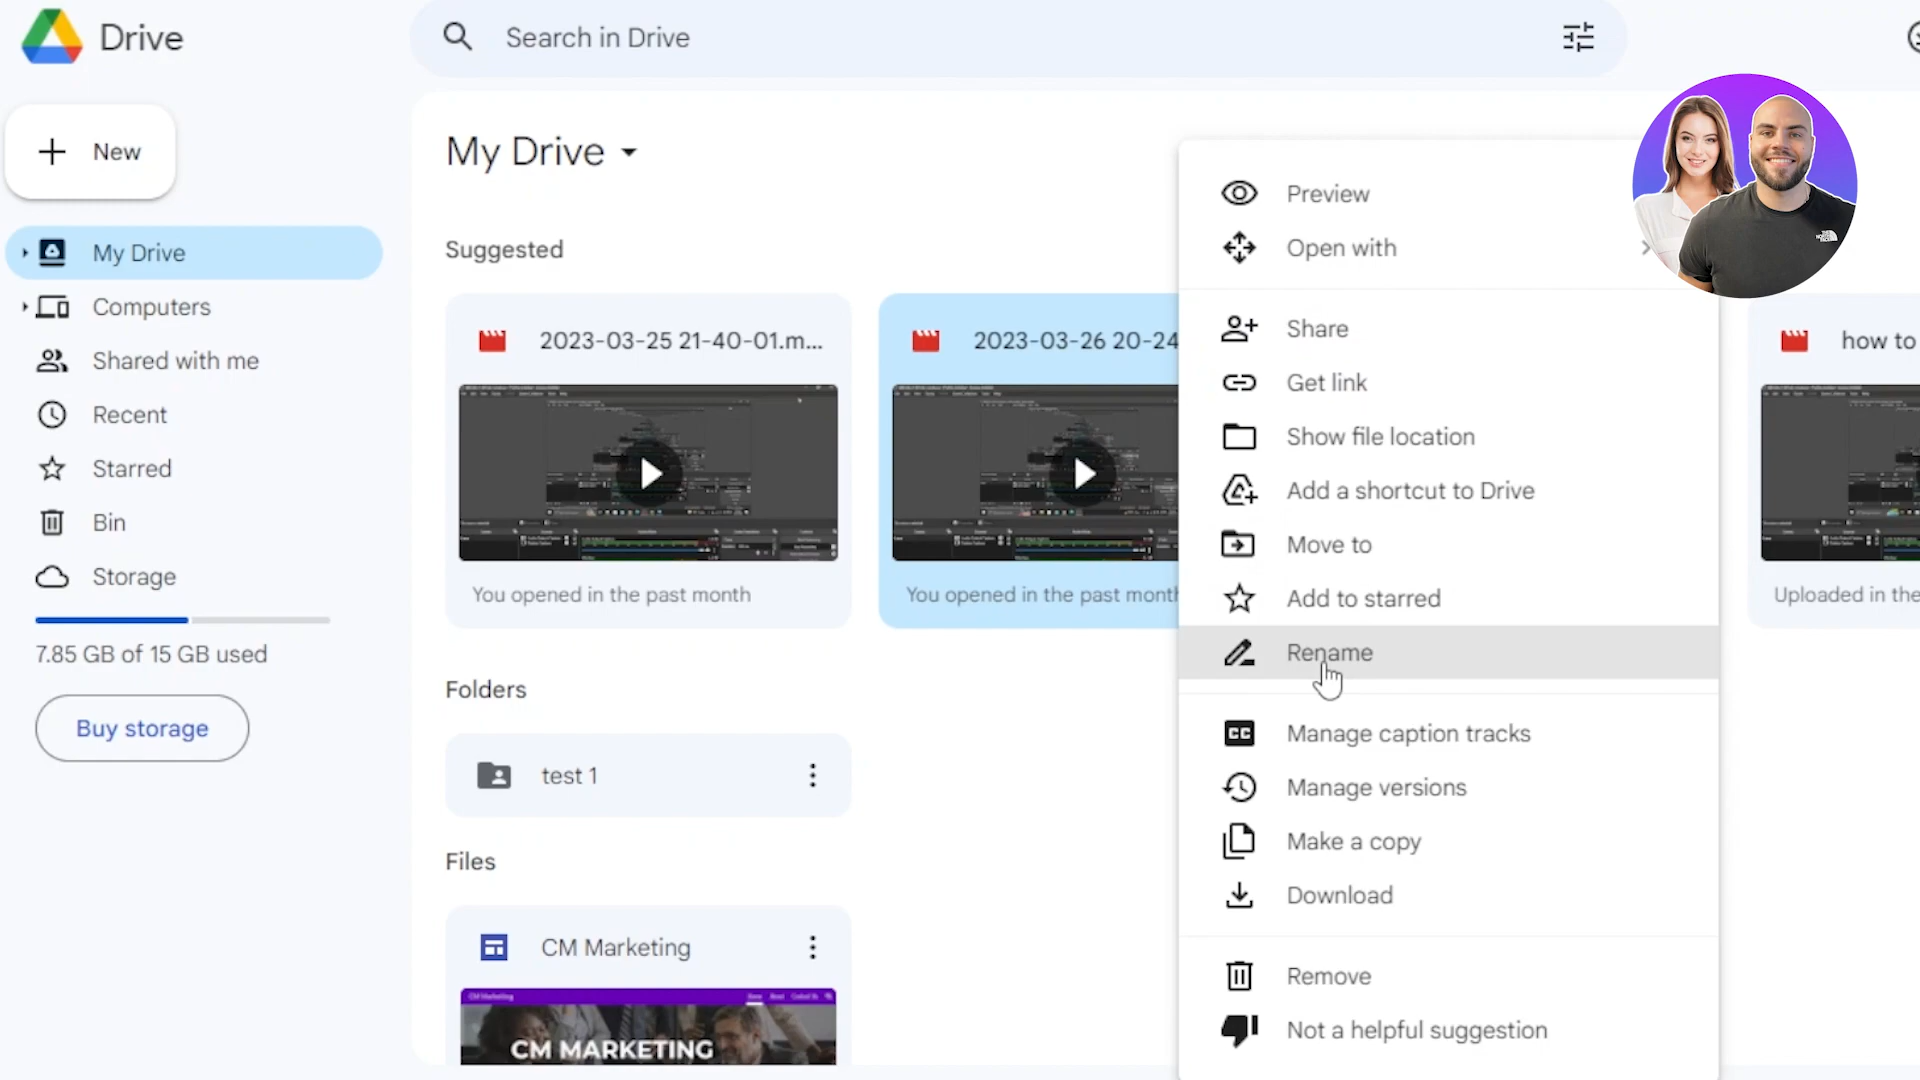 Drive
Search in Drive
New
My Drive
My Drive
Computers
Shared with me
Recent
Starred
Bin
Storage
7.85 GB of 15 GB used
Buy storage
Suggested
2023-03-25 21-40-01.m...
You opened in the past month
2023-03-26 20-24
You opened in the past month
how to
Uploaded in the
Folders
test 1
Files
CM Marketing
CM Marketing
CM MARKETING
Preview
Open with
Share
Get link
Show file location
Add a shortcut to Drive
Move to
Add to starred
Rename
CC
Manage caption tracks
Manage versions
Make a copy
Download
Remove
Not a helpful suggestion